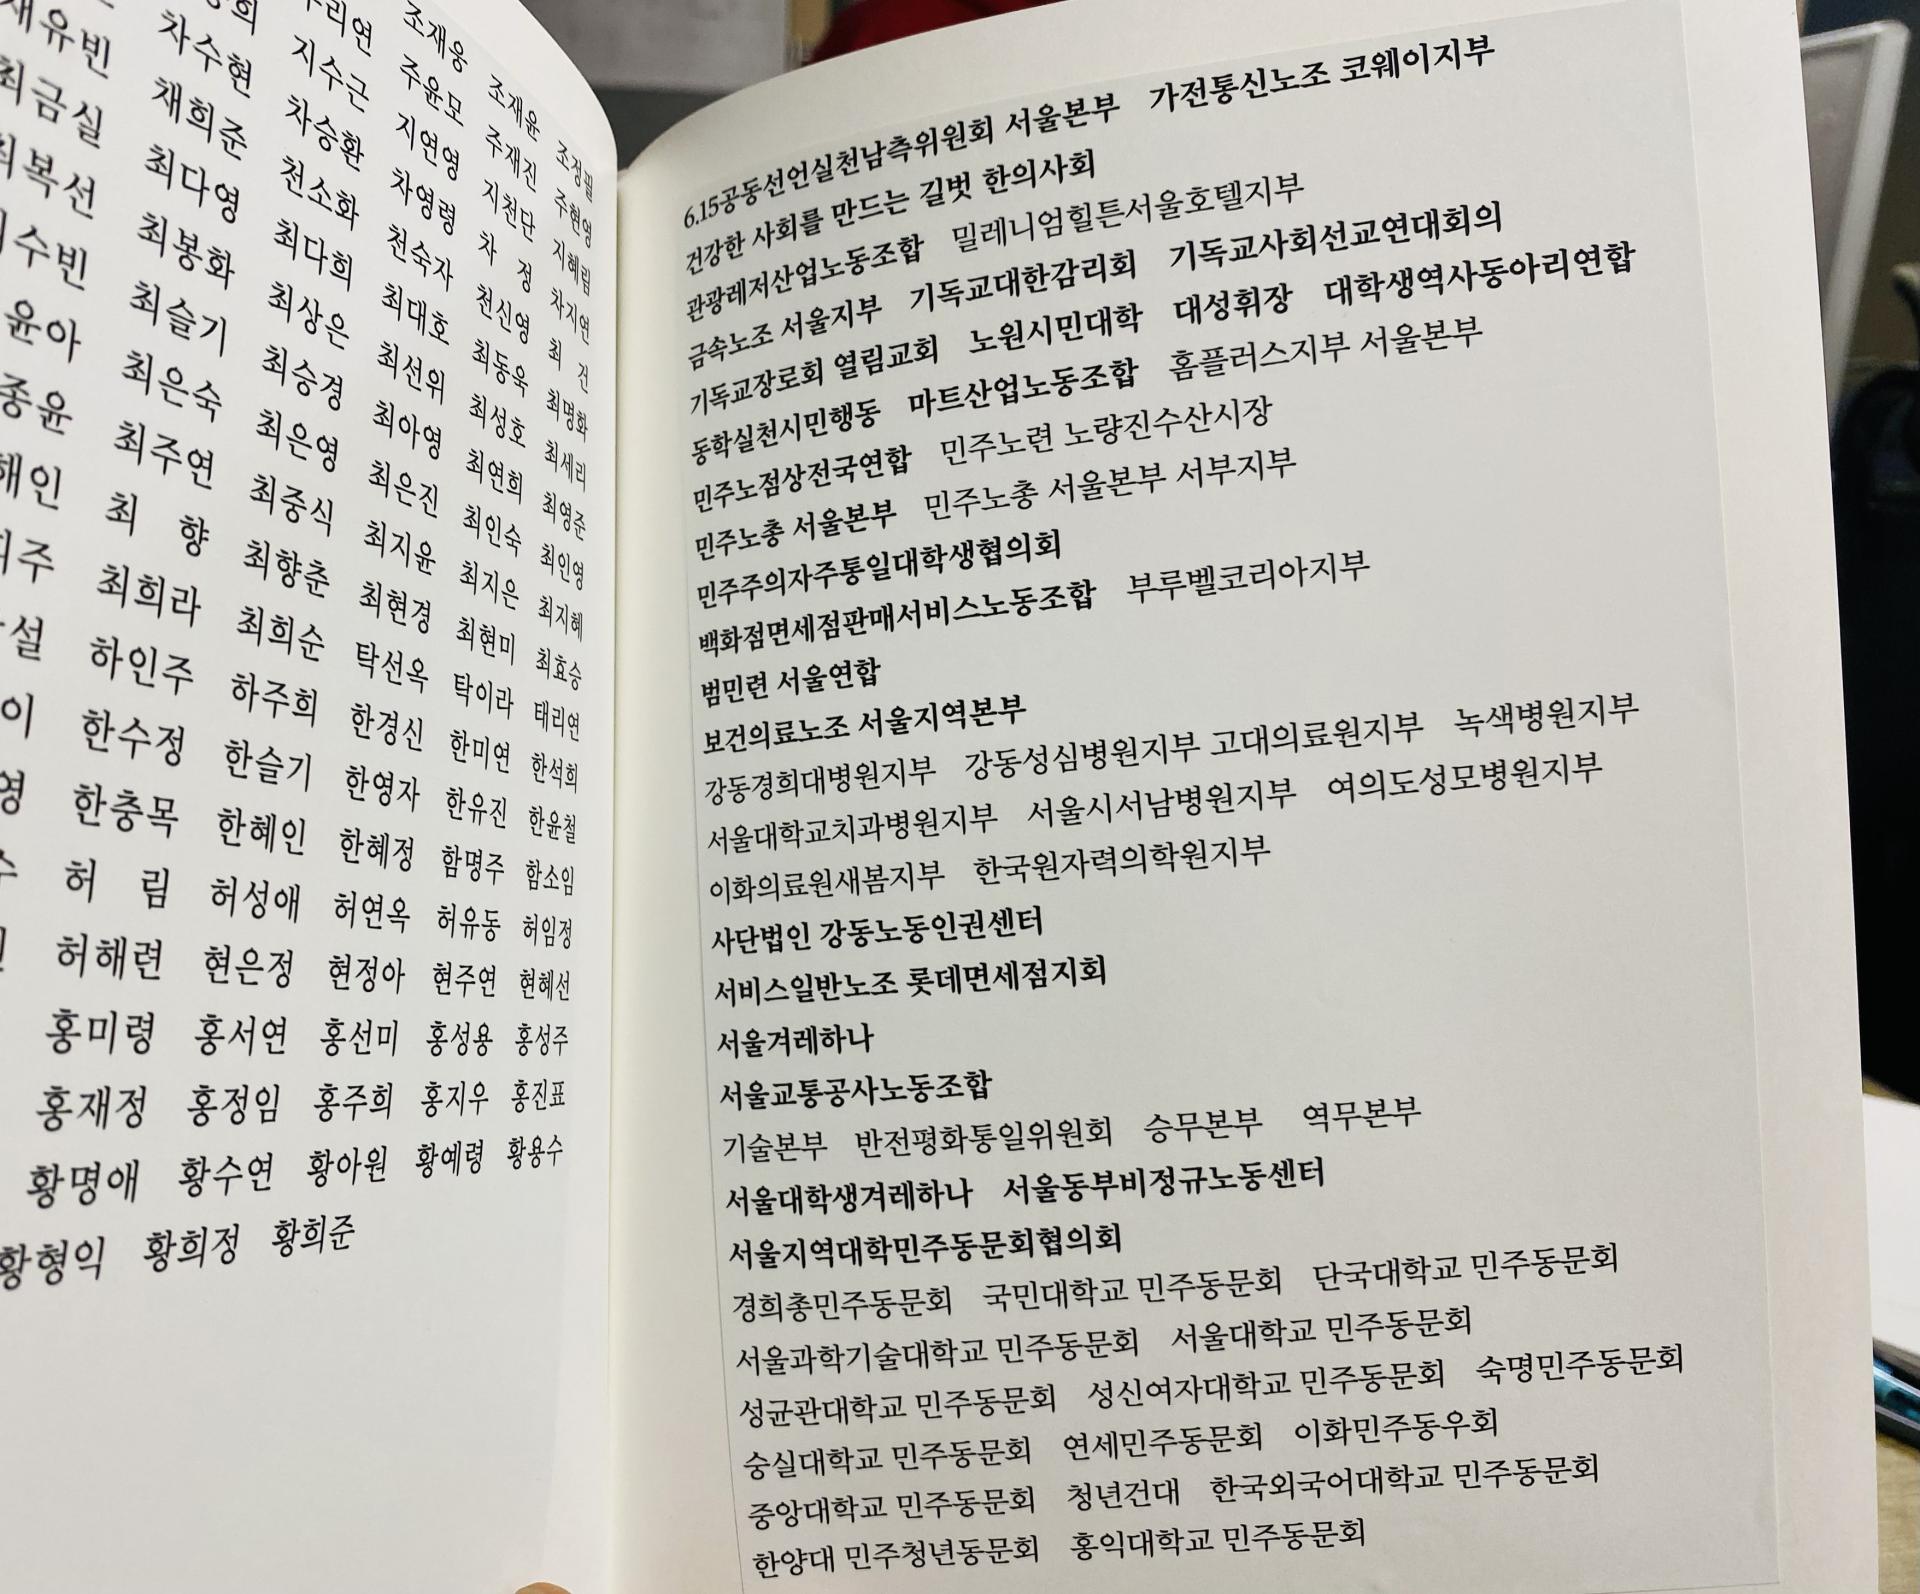 조재웅 조재윤 조정밀
차수현 지수근 주윤모 주재진 주현영
최금실 채희준 차승환 지연영 지천단 지혜림
최다영 천소화 차영령 차 정 차지연
최봉화 최다희 천숙자 천신영 최 건
최슬기 최상은 최대호 최동욱 최명화
최은숙 최승경 최선위 최성호 최세리
최주연 최은영 최아영 최연희 최영준
최 향 최중식 최은진 최인숙 최인영
최희라 최향춘 최지윤 최지은 최지혜
하인주 최희순 최현경 최현미 최효승
한수정 하주희 탁선옥 탁이라 태리연
한충목 한슬기 한경신 한미연 한석희
허 림 한혜인 한영자 한유진 한윤철
허해련 허성애 한혜정 함명주 함소임
홍미령 현은정 허연옥 허유동 허임정
홍재정 홍서연 현정아 현주연 현혜선
황명애 홍정임 홍선미 홍성용 홍성주
황형익 황수연 홍주희 홍지우 홍진표
황희정 황아원 황예령 황용수
황희준
6.15공동선언실천남측위원회 서울본부 가전통신노조 코웨이지부
건강한 사회를 만드는 길벗 한의사회
관광레저산업노동조합 밀레니엄힐튼서울호텔지부
금속노조 서울지부 기독교대한감리회 기독교사회선교연대회의
기독교장로회 열림교회 노원시민대학 대성휘장 대학생역사동아리연합
동학실천시민행동 마트산업노동조합 홈플러스지부 서울본부
민주노점상전국연합 민주노련 노량진수산시장
민주노총 서울본부 민주노총 서울본부 서부지부
민주주의자주통일대학생협의회
백화점면세점판매서비스노동조합 부루벨코리아지부
범민련 서울연합
보건의료노조 서울지역본부
강동경희대병원지부 강동성심병원지부 고대의료원지부 녹색병원지부
서울대학교치과병원지부 서울시서남병원지부 여의도성모병원지부
이화의료원새봄지부 한국원자력의학원지부
사단법인 강동노동인권센터
서비스일반노조 롯데면세점지회
서울겨레하나
서울교통공사노동조합
기술본부 반전평화통일위원회 승무본부 역무본부
서울대학생겨레하나 서울동부비정규노동센터
서울지역대학민주동문회협의회
경희총민주동문회 국민대학교 민주동문회 단국대학교 민주동문회
서울과학기술대학교 민주동문회 서울대학교 민주동문회
성균관대학교 민주동문회 성신여자대학교 민주동문회 숙명민주동문회
숭실대학교 민주동문회 연세민주동문회 이화민주동우회
중앙대학교 민주동문회 청년건대 한국외국어대학교 민주동문회
한양대 민주청년동문회 홍익대학교 민주동문회